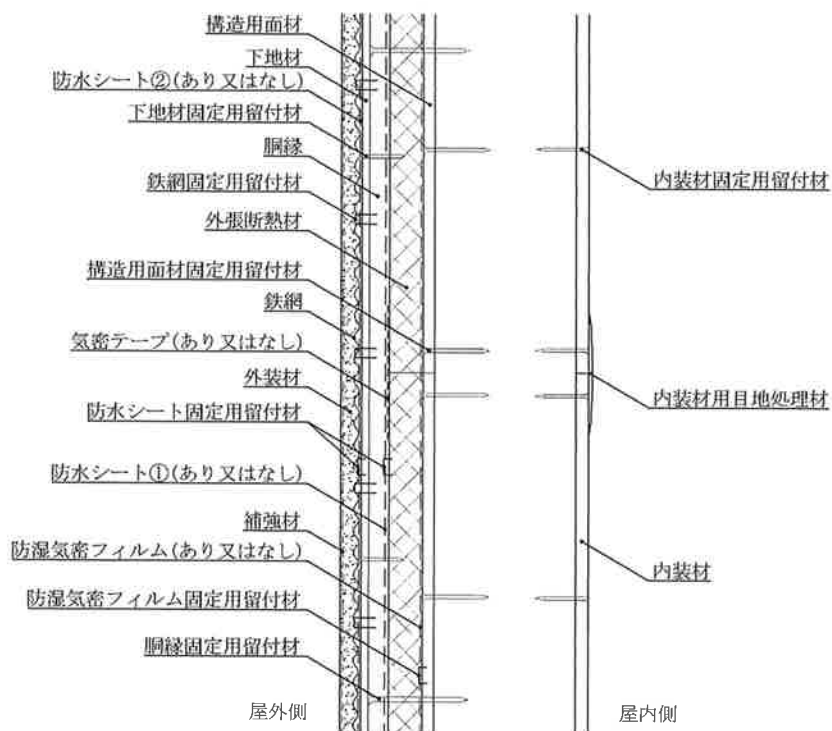 構造用面材
下地材
防水シート②(あり又はなし)
下地材固定用留付材
胴縁
鉄網固定用留付材
外張断熱材
構造用面材固定用留付材
鉄網
気密テープ(あり又はなし)
外装材
防水シート固定用留付材
防水シート①(あり又はなし)
補強材
防湿気密フィルム(あり又はなし)
防湿気密フィルム固定用留付材
胴縁固定用留付材
屋外側
内装材固定用留付材
内装材用目地処理材
内装材
屋内側